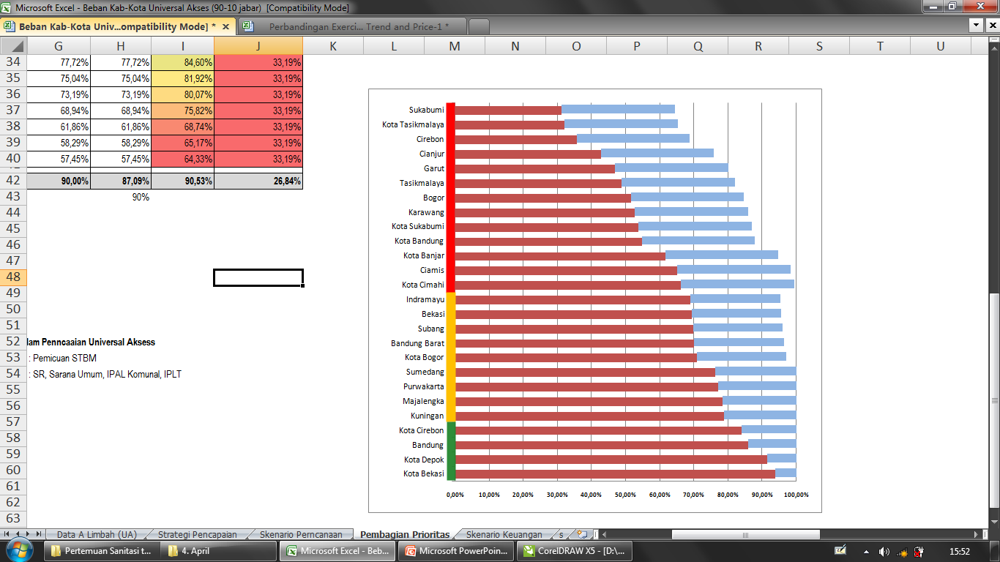 Microsoft Excel - Beban Kab-Kota Universal Akses (90-10 jabar) [Compatibility Mode]
Beban Kab-Kota Univ...ompatibility Mode] *
Perbandingan Exerci... Trend and Price-1 *
G H I J K L M N O P Q R S T U
34 77,72% 77,72% 84,60% 33,19%
35 75,04% 75,04% 81,92% 33,19%
36 73,19% 73,19% 80,07% 33,19%
37 68,94% 68,94% 75,82% 33,19%
38 61,86% 61,86% 68,74% 33,19%
39 58,29% 58,29% 65,17% 33,19%
40 57,45% 57,45% 64,33% 33,19%
42 90,00% 87,09% 90,53% 26,84%
43 90%
44
45
46
47
48
49
50
51
52 lam Penncaaian Universal Aksess
53 : Pemicuan STBM
54 : SR, Sarana Umum, IPAL Komunal, IPLT
55
56
57
58
59
60
61
62
63
Sukabumi
Kota Tasikmalaya
Cirebon
Cianjur
Garut
Tasikmalaya
Bogor
Karawang
Kota Sukabumi
Kota Bandung
Kota Banjar
Ciamis
Kota Cimahi
Indramayu
Bekasi
Subang
Bandung Barat
Kota Bogor
Sumedang
Purwakarta
Majalengka
Kuningan
Kota Cirebon
Bandung
Kota Depok
Kota Bekasi
0,00% 10,00% 20,00% 30,00% 40,00% 50,00% 60,00% 70,00% 80,00% 90,00% 100,00%
Data A Limbah (UA) Strategi Pencapaian Skenario Perncanaan Pembagian Prioritas Skenario Keuangan s
Pertemuan Sanitasi t... 4. April Microsoft Excel - Beb... Microsoft PowerPoin... CorelDRAW X5 - [D:\... 15:52